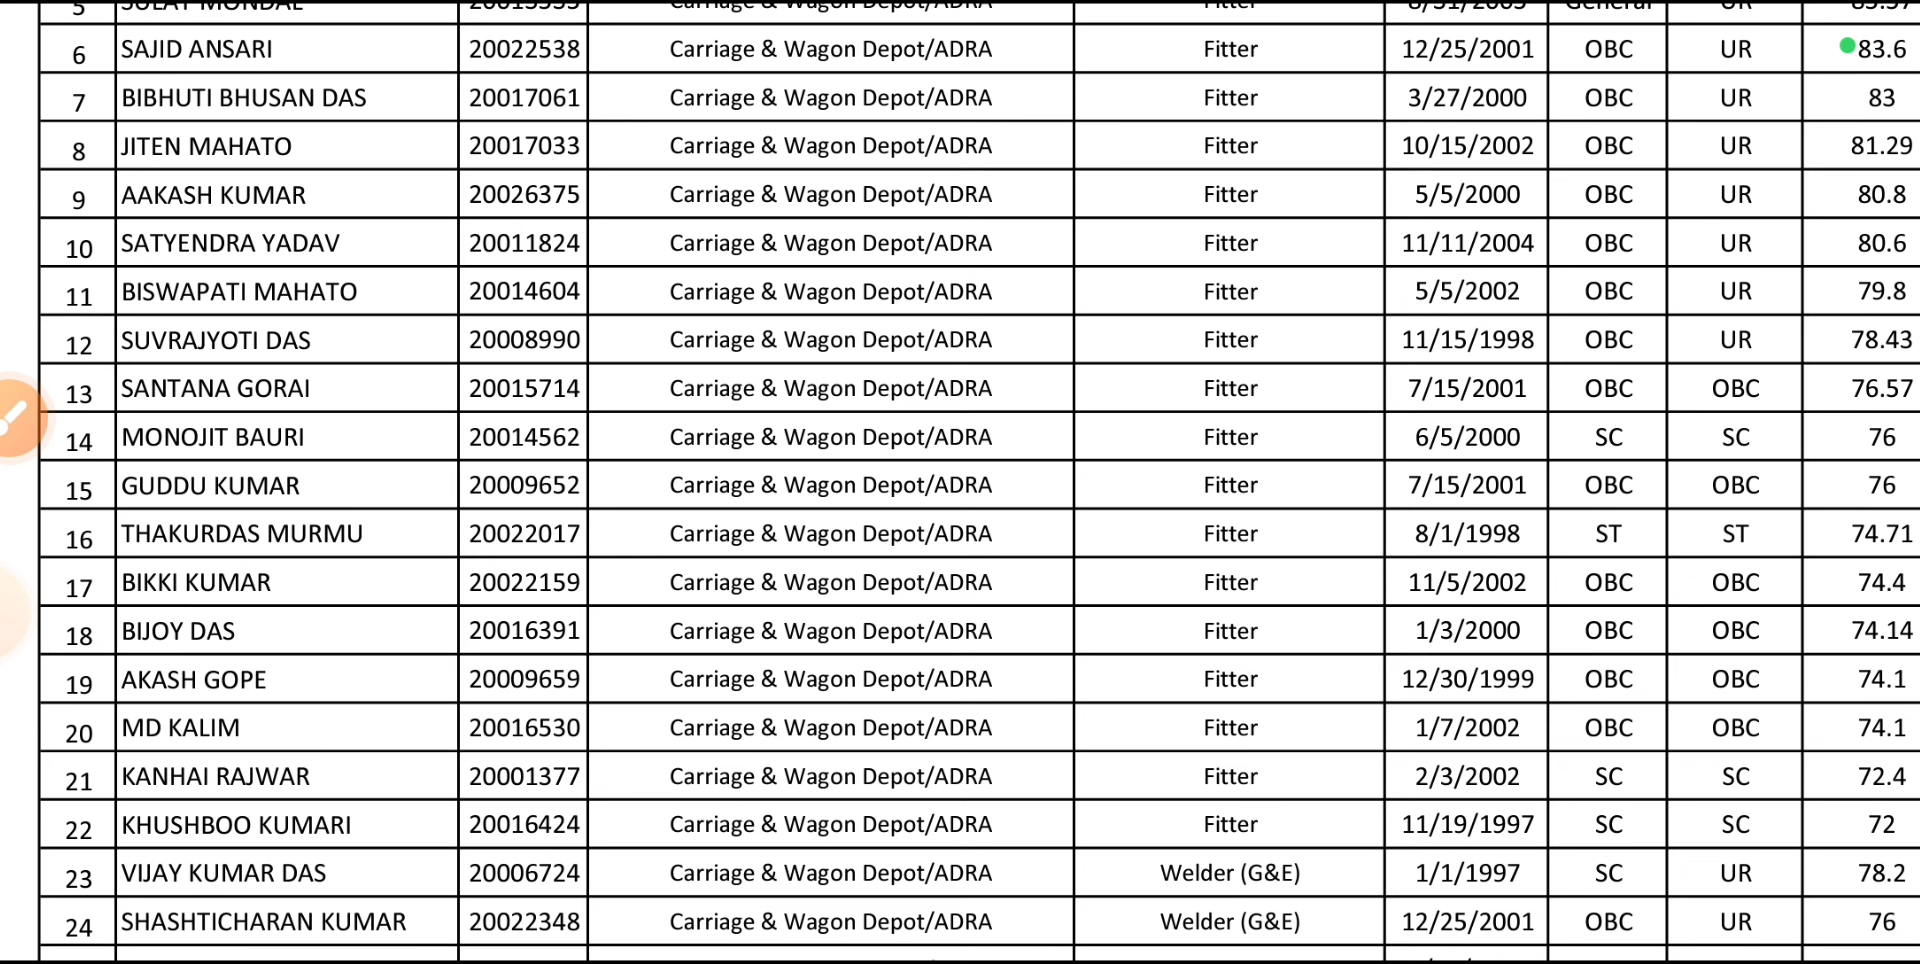 5 SUJAY MONDAL Carriage & Wagon Depot/ADRA Fitter General UR
6 SAJID ANSARI 20022538 Carriage & Wagon Depot/ADRA Fitter 12/25/2001 OBC UR 83.6
7 BIBHUTI BHUSAN DAS 20017061 Carriage & Wagon Depot/ADRA Fitter 3/27/2000 OBC UR 83
8 JITEN MAHATO 20017033 Carriage & Wagon Depot/ADRA Fitter 10/15/2002 OBC UR 81.29
9 AAKASH KUMAR 20026375 Carriage & Wagon Depot/ADRA Fitter 5/5/2000 OBC UR 80.8
10 SATYENDRA YADAV 20011824 Carriage & Wagon Depot/ADRA Fitter 11/11/2004 OBC UR 80.6
11 BISWAPATI MAHATO 20014604 Carriage & Wagon Depot/ADRA Fitter 5/5/2002 OBC UR 79.8
12 SUVRAJYOTI DAS 20008990 Carriage & Wagon Depot/ADRA Fitter 11/15/1998 OBC UR 78.43
13 SANTANA GORAI 20015714 Carriage & Wagon Depot/ADRA Fitter 7/15/2001 OBC OBC 76.57
14 MONOJIT BAURI 20014562 Carriage & Wagon Depot/ADRA Fitter 6/5/2000 SC SC 76
15 GUDDU KUMAR 20009652 Carriage & Wagon Depot/ADRA Fitter 7/15/2001 OBC OBC 76
16 THAKURDAS MURMU 20022017 Carriage & Wagon Depot/ADRA Fitter 8/1/1998 ST ST 74.71
17 BIKKI KUMAR 20022159 Carriage & Wagon Depot/ADRA Fitter 11/5/2002 OBC OBC 74.4
18 BIJOY DAS 20016391 Carriage & Wagon Depot/ADRA Fitter 1/3/2000 OBC OBC 74.14
19 AKASH GOPE 20009659 Carriage & Wagon Depot/ADRA Fitter 12/30/1999 OBC OBC 74.1
20 MD KALIM 20016530 Carriage & Wagon Depot/ADRA Fitter 1/7/2002 OBC OBC 74.1
21 KANHAI RAJWAR 20001377 Carriage & Wagon Depot/ADRA Fitter 2/3/2002 SC SC 72.4
22 KHUSHBOO KUMARI 20016424 Carriage & Wagon Depot/ADRA Fitter 11/19/1997 SC SC 72
23 VIJAY KUMAR DAS 20006724 Carriage & Wagon Depot/ADRA Welder (G&E) 1/1/1997 SC UR 78.2
24 SHASHTICHARAN KUMAR 20022348 Carriage & Wagon Depot/ADRA Welder (G&E) 12/25/2001 OBC UR 76